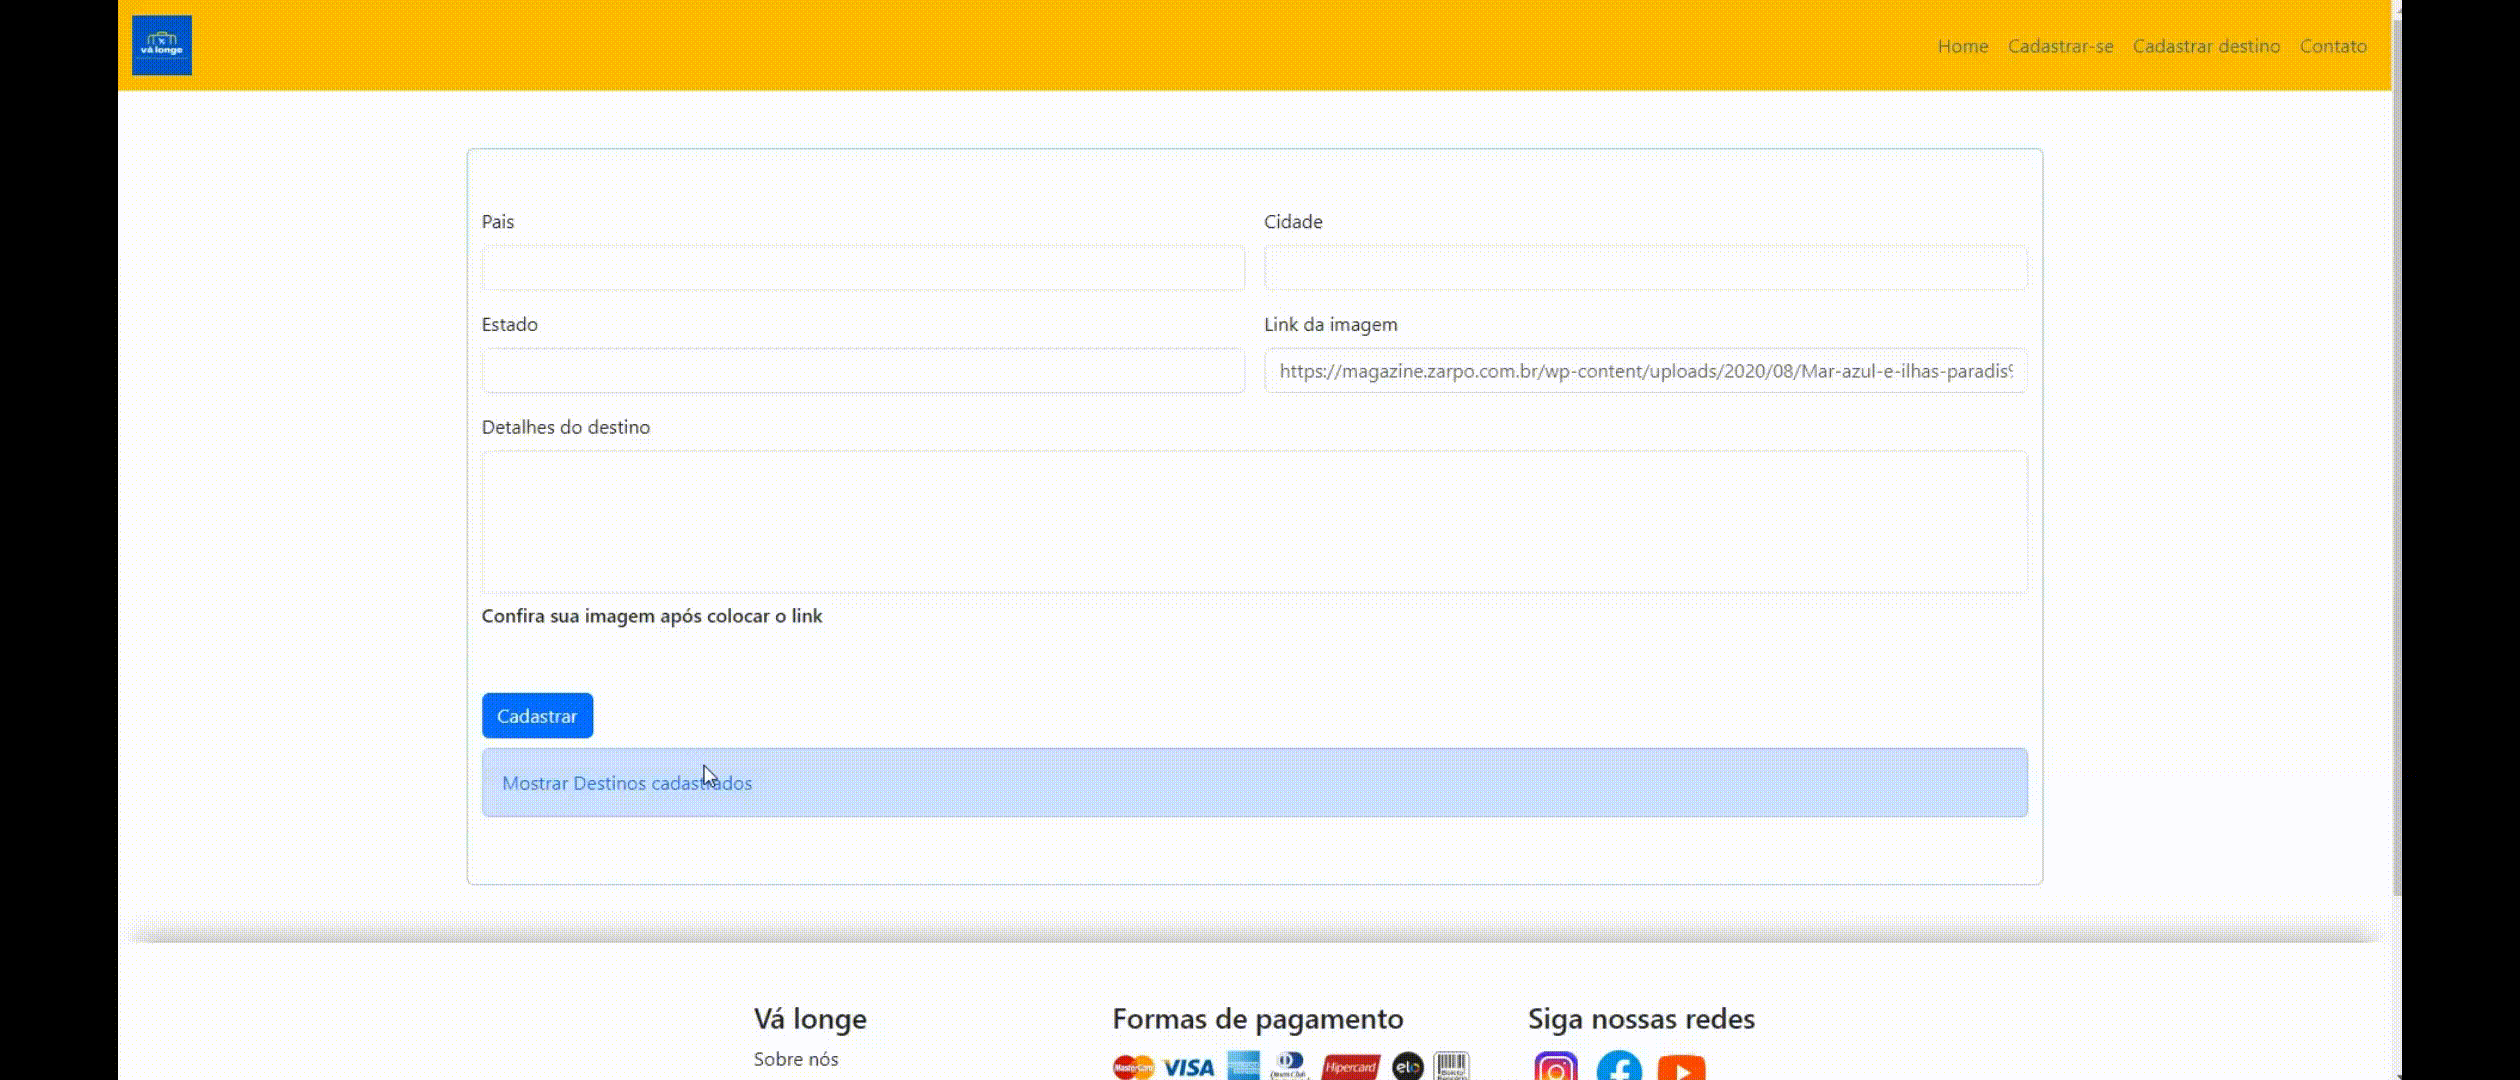 vá longe
Home Cadastrar-se Cadastrar destino Contato
Pais Cidade
Estado Link da imagem
https://magazine.zarpo.com.br/wp-content/uploads/2020/08/Mar-azul-e-ilhas-paradis
Detalhes do destino
Confira sua imagem após colocar o link
Cadastrar
Mostrar Destinos cadastrados
Vá longe Formas de pagamento Siga nossas redes
Sobre nós
MasterCard VISA Hipercard elo